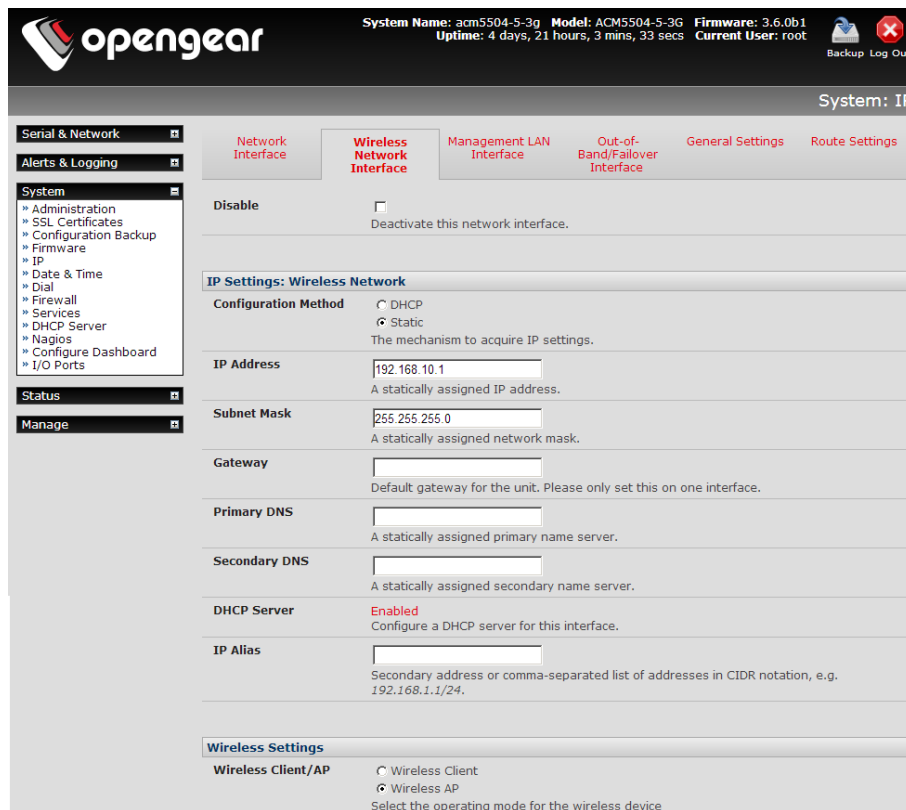 opengear
System Name: acm5504-5-3g Model: ACM5504-5-3G Firmware: 3.6.0b1
Uptime: 4 days, 21 hours, 3 mins, 33 secs Current User: root
Backup Log Ou
System: IP
Serial & Network
Alerts & Logging
System
» Administration
» SSL Certificates
» Configuration Backup
» Firmware
» IP
» Date & Time
» Dial
» Firewall
» Services
» DHCP Server
» Nagios
» Configure Dashboard
» I/O Ports
Status
Manage
Network
Interface
Wireless
Network
Interface
Management LAN
Interface
Out-of-
Band/Failover
Interface
General Settings
Route Settings
Disable
Deactivate this network interface.
IP Settings: Wireless Network
Configuration Method
DHCP
Static
The mechanism to acquire IP settings.
IP Address
192.168.10.1
A statically assigned IP address.
Subnet Mask
255.255.255.0
A statically assigned network mask.
Gateway
Default gateway for the unit. Please only set this on one interface.
Primary DNS
A statically assigned primary name server.
Secondary DNS
A statically assigned secondary name server.
DHCP Server
Enabled
Configure a DHCP server for this interface.
IP Alias
Secondary address or comma-separated list of addresses in CIDR notation, e.g.
192.168.1.1/24.
Wireless Settings
Wireless Client/AP
Wireless Client
Wireless AP
Select the operating mode for the wireless device